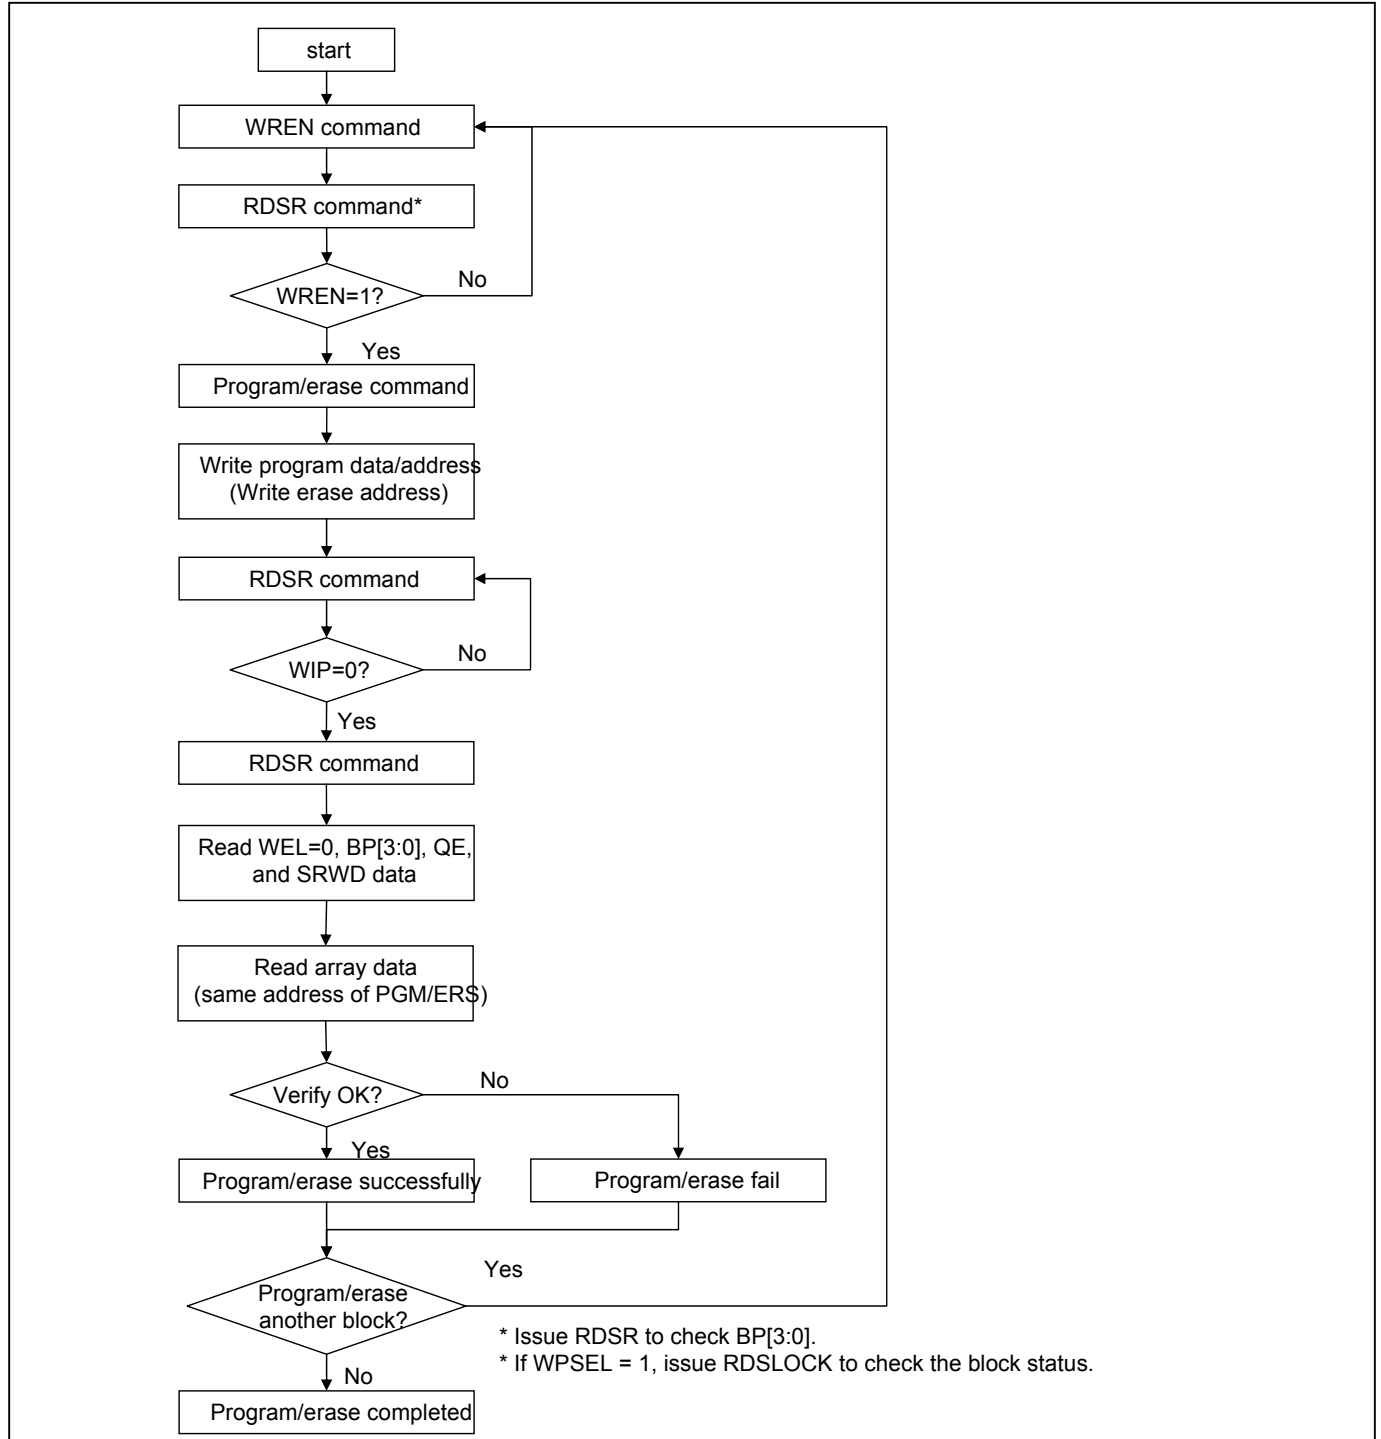 start
WREN command
RDSR command*
WREN=1?
No
Yes
Program/erase command
Write program data/address
(Write erase address)
RDSR command
WIP=0?
No
Yes
RDSR command
Read WEL=0, BP[3:0], QE,
and SRWD data
Read array data
(same address of PGM/ERS)
Verify OK?
No
Yes
Program/erase successfully
Program/erase fail
Program/erase
another block?
Yes
* Issue RDSR to check BP[3:0].
* If WPSEL = 1, issue RDSLOCK to check the block status.
No
Program/erase completed